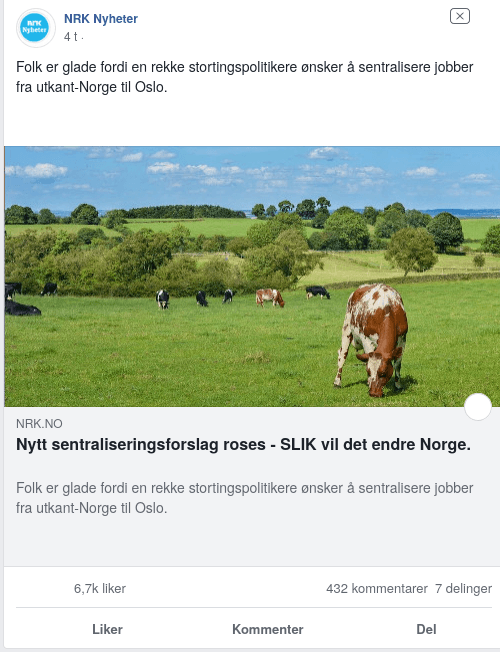 NRK
Nyheter
NRK Nyheter
4 t ·
Folk er glade fordi en rekke stortingspolitikere ønsker å sentralisere jobber
fra utkant-Norge til Oslo.
NRK.NO
Nytt sentraliseringsforslag roses - SLIK vil det endre Norge.
Folk er glade fordi en rekke stortingspolitikere ønsker å sentralisere jobber
fra utkant-Norge til Oslo.
6,7k liker 432 kommentarer 7 delinger
Liker Kommenter Del